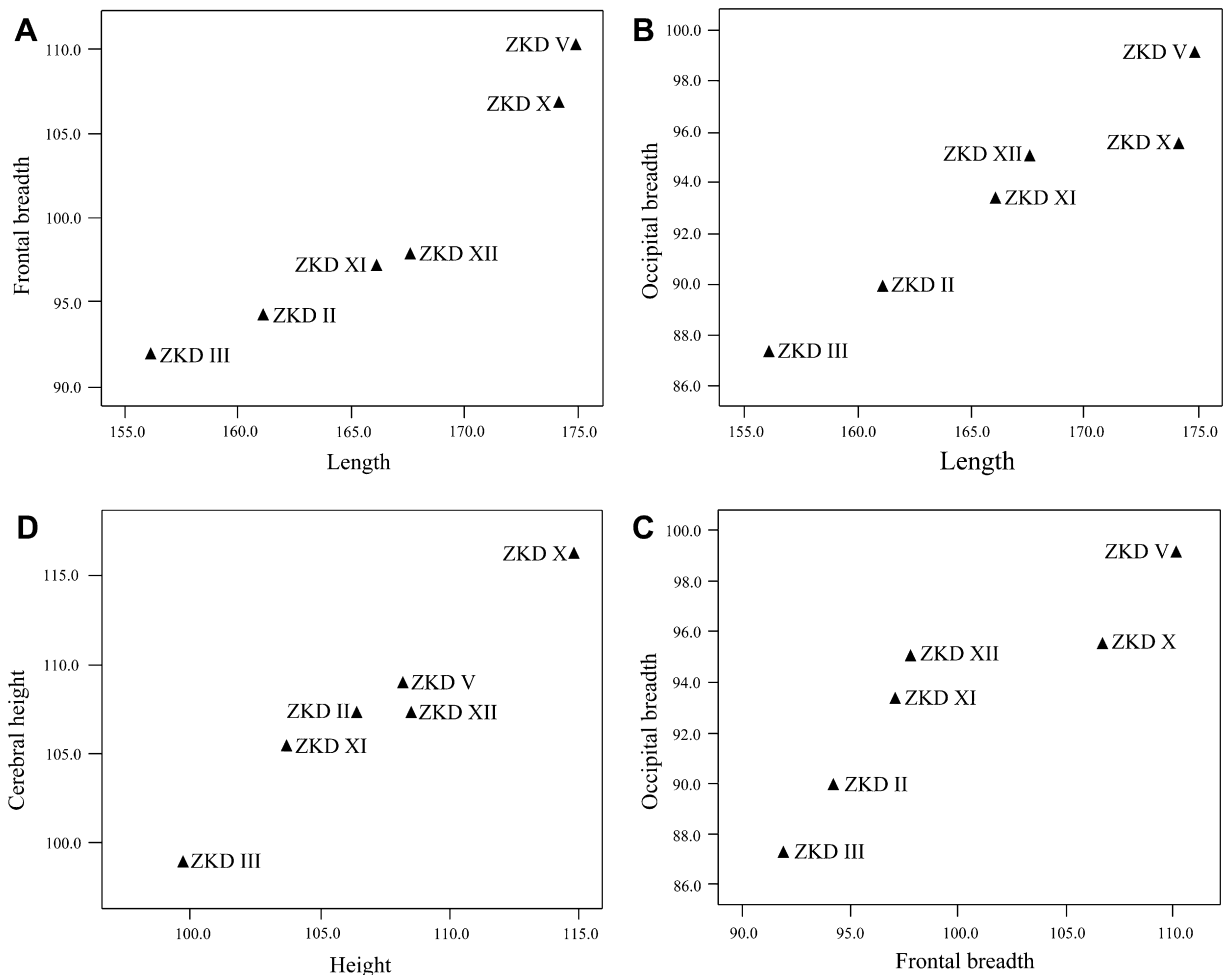 A
Frontal breadth
110.0
105.0
100.0
95.0
90.0
ZKD V
ZKD X
ZKD XI
ZKD XII
ZKD II
ZKD III
155.0 160.0 165.0 170.0 175.0
Length
B
Occipital breadth
100.0
98.0
96.0
94.0
92.0
90.0
88.0
86.0
ZKD V
ZKD X
ZKD XII
ZKD XI
ZKD II
ZKD III
155.0 160.0 165.0 170.0 175.0
Length
D
Cerebral height
115.0
110.0
105.0
100.0
ZKD X
ZKD V
ZKD II
ZKD XII
ZKD XI
ZKD III
100.0 105.0 110.0 115.0
Height
C
Occipital breadth
100.0
98.0
96.0
94.0
92.0
90.0
88.0
86.0
ZKD V
ZKD X
ZKD XII
ZKD XI
ZKD II
ZKD III
90.0 95.0 100.0 105.0 110.0
Frontal breadth